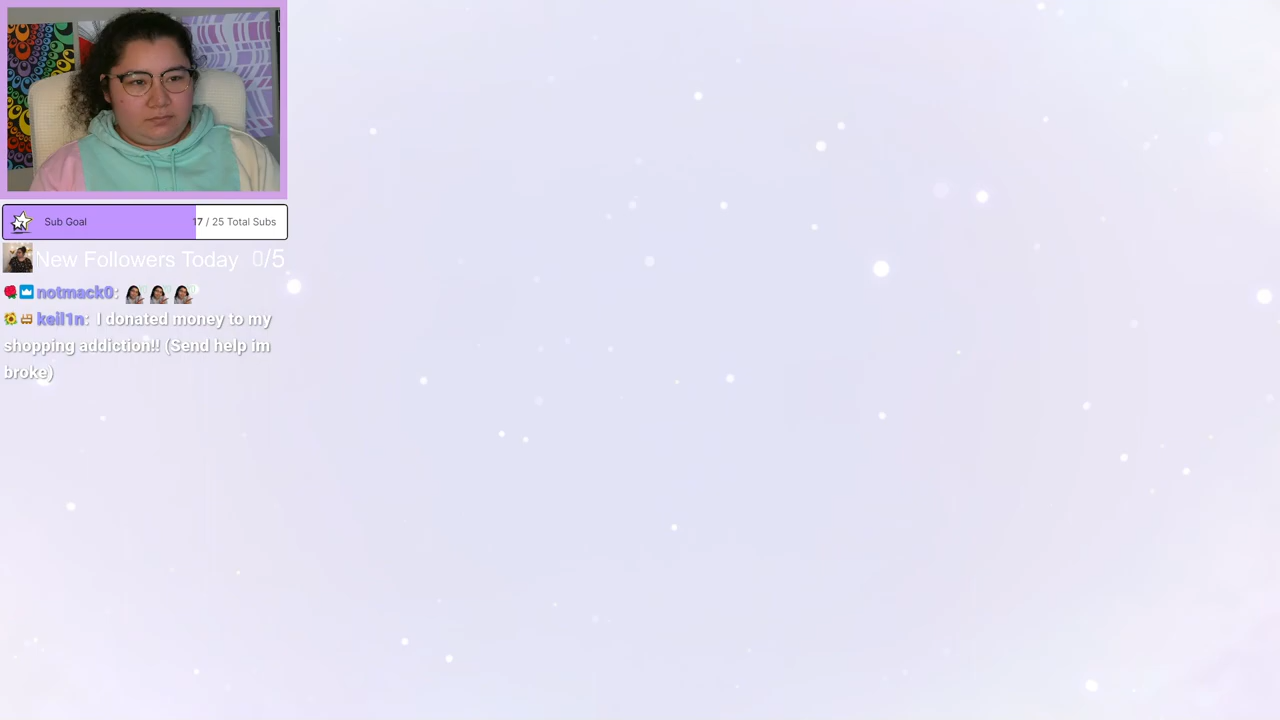 Sub Goal 17 / 25 Total Subs
New Followers Today 0/5
notmack0:
keil1n: I donated money to my
shopping addiction!! (Send help im
broke)